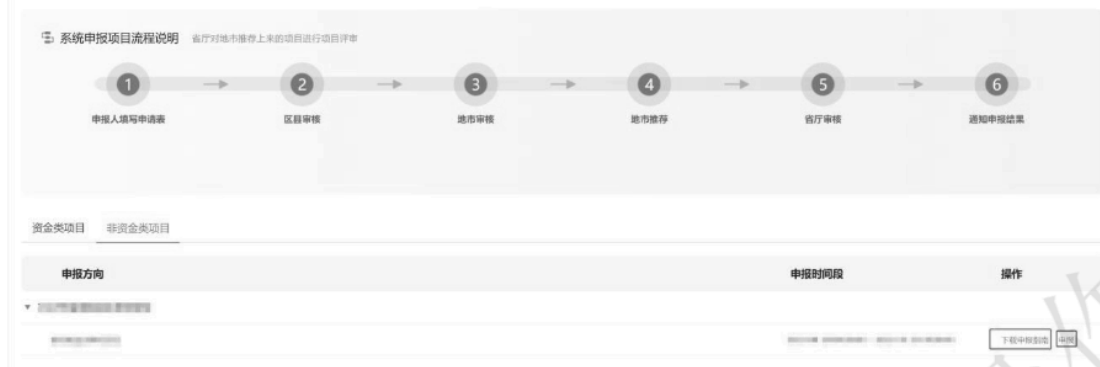 系统申报项目流程说明 省厅对地市推荐上来的项目进行项目评审
1 2 3 4 5 6
申报人填写申请表 区县审核 地市审核 地市推荐 省厅审核 通知申报结果
资金类项目 非资金类项目
申报方向 申报时间段 操作
下载申报指南 申报